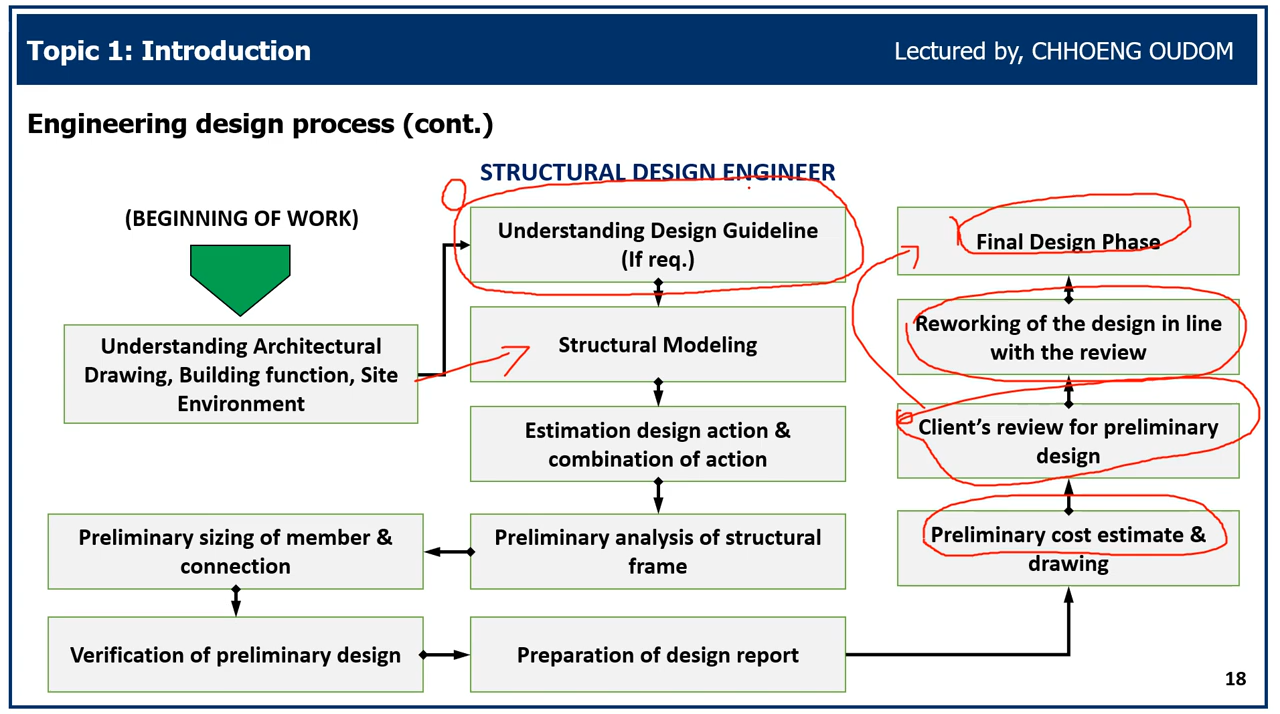 Topic 1: Introduction
Lectured by, CHHOENG OUDOM
Engineering design process (cont.)
STRUCTURAL DESIGN ENGINEER
(BEGINNING OF WORK)
Understanding Architectural
Drawing, Building function, Site
Environment
Understanding Design Guideline
(If req.)
Structural Modeling
Estimation design action &
combination of action
Preliminary analysis of structural
frame
Preliminary sizing of member &
connection
Verification of preliminary design
Preparation of design report
Preliminary cost estimate &
drawing
Client’s review for preliminary
design
Reworking of the design in line
with the review
Final Design Phase
18